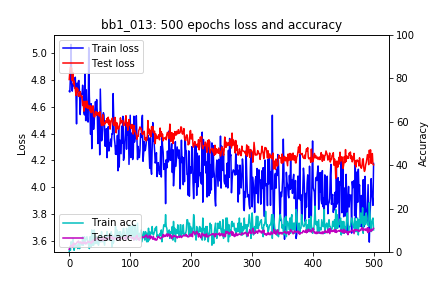 bb1_013: 500 epochs loss and accuracy
Train loss
Test loss
Train acc
Test acc
Loss
5.0
4.8
4.6
4.4
4.2
4.0
3.8
3.6
Accuracy
100
80
60
40
20
0
0 100 200 300 400 500